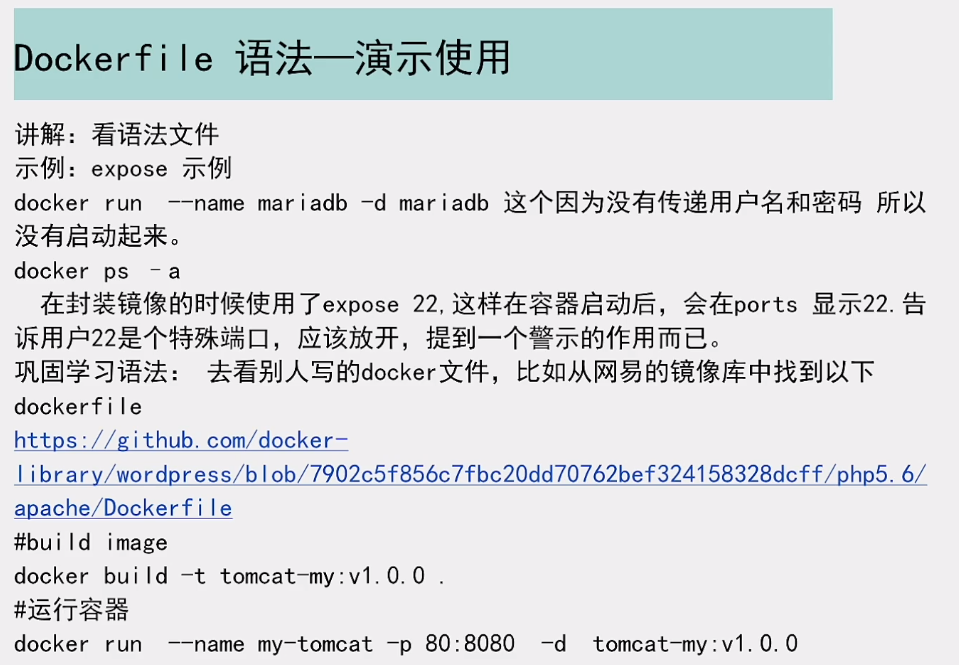 Dockerfile 语法—演示使用
讲解：看语法文件
示例：expose 示例
docker run  --name mariadb -d mariadb 这个因为没有传递用户名和密码 所以
没有启动起来。
docker ps –a
在封装镜像的时候使用了expose 22,这样在容器启动后，会在ports 显示22.告
诉用户22是个特殊端口，应该放开，提到一个警示的作用而已。
巩固学习语法： 去看别人写的docker文件，比如从网易的镜像库中找到以下
dockerfile
https://github.com/docker-
library/wordpress/blob/7902c5f856c7fbc20dd70762bef324158328dcff/php5.6/
apache/Dockerfile
#build image
docker build -t tomcat-my:v1.0.0 .
#运行容器
docker run  --name my-tomcat -p 80:8080  -d  tomcat-my:v1.0.0